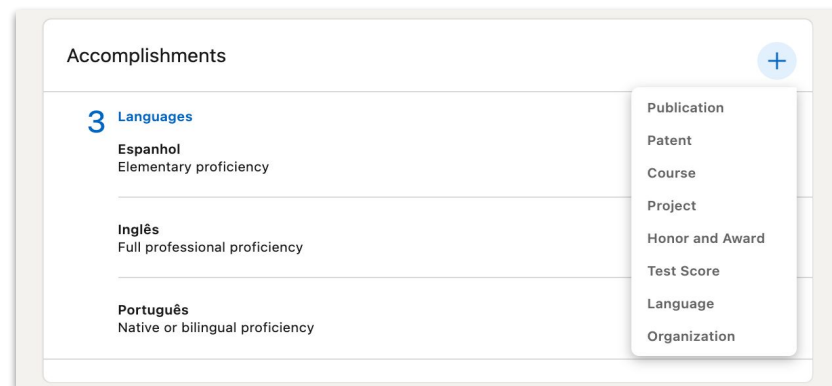 Accomplishments
+
3 Languages
Espanhol
Elementary proficiency
Inglês
Full professional proficiency
Português
Native or bilingual proficiency
Publication
Patent
Course
Project
Honor and Award
Test Score
Language
Organization